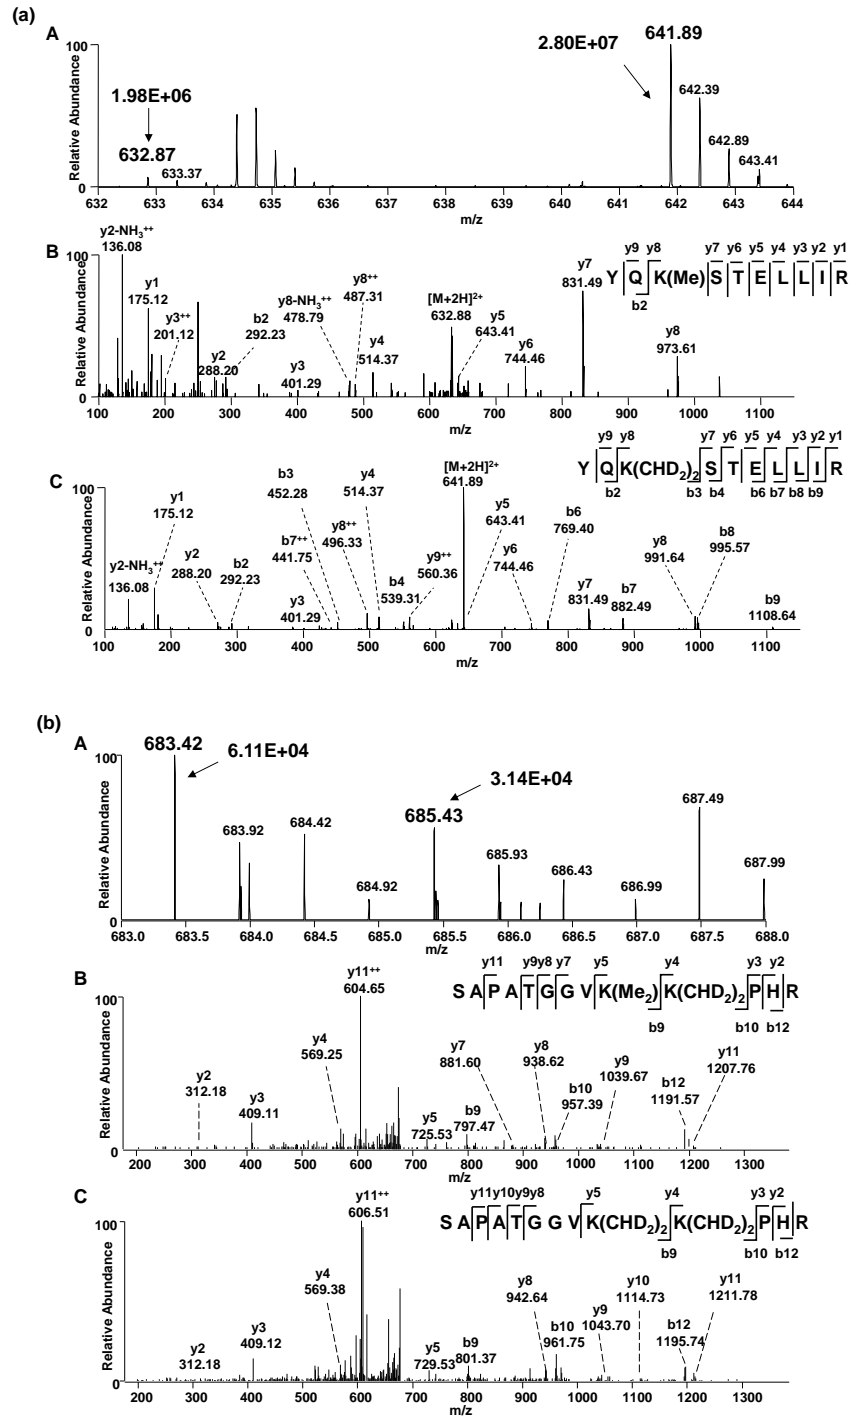 (a)
A
Relative Abundance
100
0
1.98E+06
632.87
633.37
2.80E+07
641.89
642.39
642.89
643.41
632 633 634 635 636 637 638 639 640 641 642 643 644
m/z
B
Relative Abundance
100
0
y2-NH₃⁺⁺
136.08
y1
175.12
y3⁺⁺
201.12
y2
288.20
b2
292.23
y3
401.29
y8-NH₃⁺⁺
478.79
y8⁺⁺
487.31
y4
514.37
[M+2H]²⁺
632.88
y5
643.41
y6
744.46
y7
831.49
y8
973.61
y9 y8 y7 y6 y5 y4 y3 y2 y1
Y Q K(Me) S T E L L I R
b2
100 200 300 400 500 600 700 800 900 1000 1100
m/z
C
Relative Abundance
100
0
y2-NH₃⁺⁺
136.08
y1
175.12
y2
288.20
b2
292.23
y3
401.29
b7⁺⁺
441.75
b3
452.28
y8⁺⁺
496.33
y4
514.37
b4
539.31
y9⁺⁺
560.36
[M+2H]²⁺
641.89
y5
643.41
y6
744.46
b6
769.40
y7
831.49
b7
882.49
y8
991.64
b8
995.57
b9
1108.64
y9 y8 y7 y6 y5 y4 y3 y2 y1
Y Q K(CHD₂)₂ S T E L L I R
b2 b3 b4 b6 b7 b8 b9
100 200 300 400 500 600 700 800 900 1000 1100
m/z
(b)
A
Relative Abundance
100
0
683.42
6.11E+04
683.92
684.42
684.92
3.14E+04
685.43
685.93
686.43
686.99
687.49
687.99
683.0 683.5 684.0 684.5 685.0 685.5 686.0 686.5 687.0 687.5 688.0
m/z
B
Relative Abundance
100
0
y2
312.18
y3
409.11
y4
569.25
y11⁺⁺
604.65
y5
725.53
b9
797.47
y7
881.60
y8
938.62
b10
957.39
y9
1039.67
b12
1191.57
y11
1207.76
y11 y9 y8 y7 y5 y4 y3 y2
S A P A T G G V K(Me₂) K(CHD₂)₂ P H R
b9 b10 b12
200 300 400 500 600 700 800 900 1000 1100 1200 1300
m/z
C
Relative Abundance
100
0
y2
312.18
y3
409.12
y4
569.38
y11⁺⁺
606.51
y5
729.53
b9
801.37
y8
942.64
b10
961.75
y9
1043.70
y10
1114.73
b12
1195.74
y11
1211.78
y11 y10 y9 y8 y5 y4 y3 y2
S A P A T G G V K(CHD₂)₂ K(CHD₂)₂ P H R
b9 b10 b12
200 300 400 500 600 700 800 900 1000 1100 1200 1300
m/z